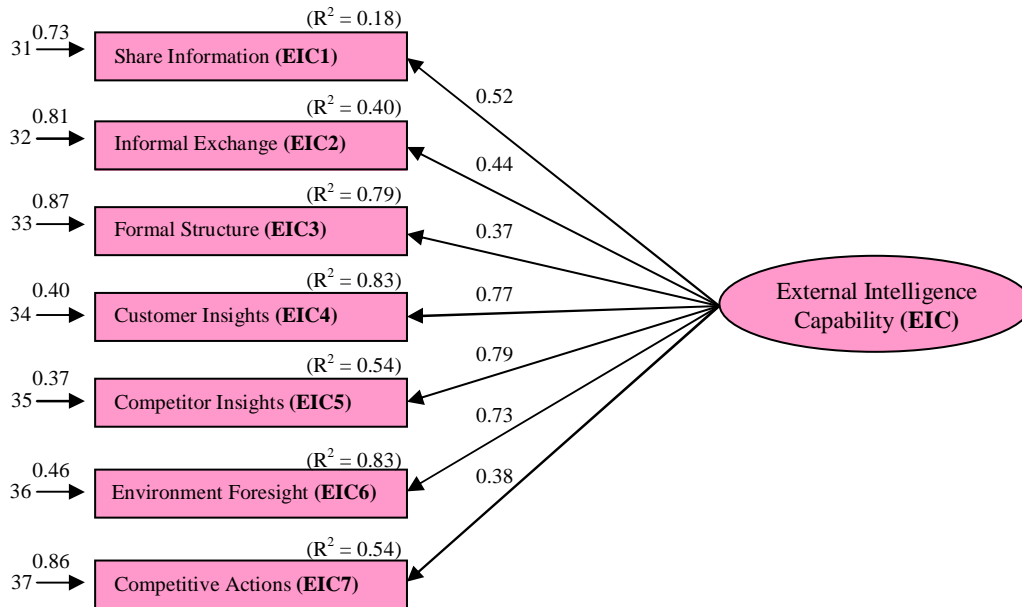 (R² = 0.18)
0.73
31
Share Information (EIC1)
0.52
(R² = 0.40)
0.81
32
Informal Exchange (EIC2)
0.44
(R² = 0.79)
0.87
33
Formal Structure (EIC3)
0.37
(R² = 0.83)
0.40
34
Customer Insights (EIC4)
0.77
External Intelligence
Capability (EIC)
(R² = 0.54)
0.37
35
Competitor Insights (EIC5)
0.79
(R² = 0.83)
0.46
36
Environment Foresight (EIC6)
0.73
(R² = 0.54)
0.86
37
Competitive Actions (EIC7)
0.38